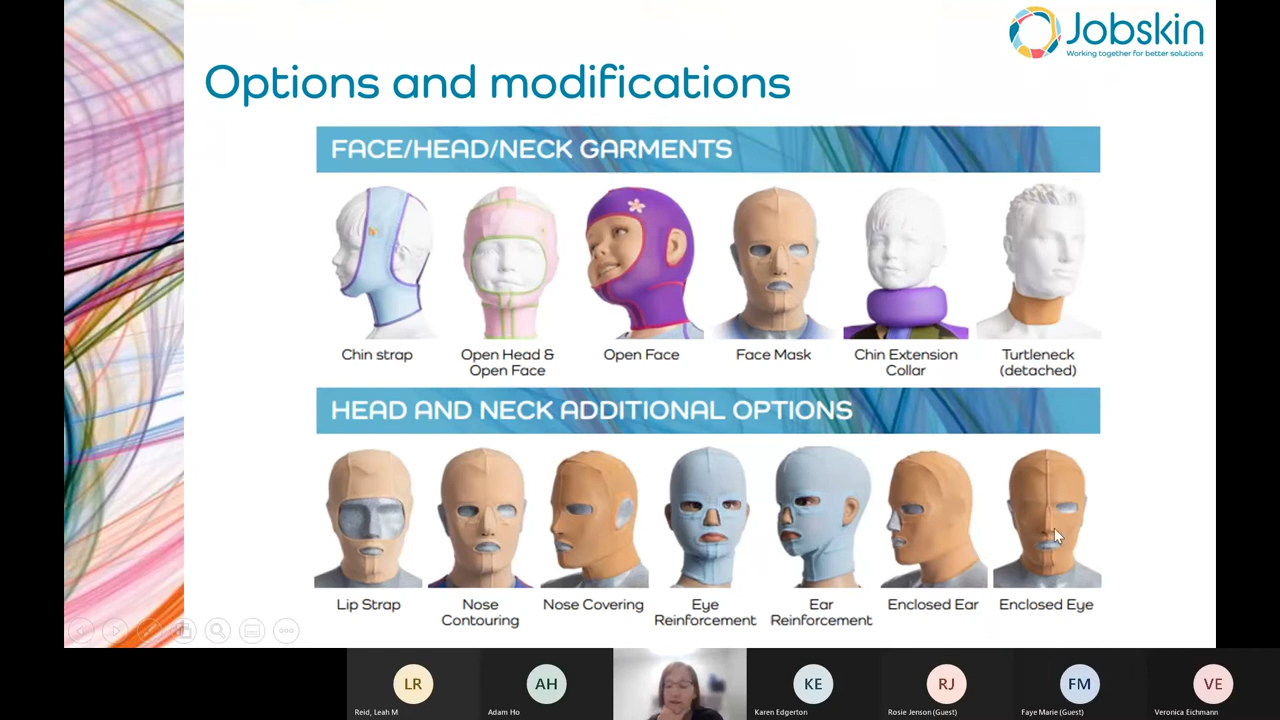 Jobskin
Working together for better solutions
Options and modifications
FACE/HEAD/NECK GARMENTS
Chin strap
Open Head &
Open Face
Open Face
Face Mask
Chin Extension
Collar
Turtleneck
(detached)
HEAD AND NECK ADDITIONAL OPTIONS
Lip Strap
Nose
Contouring
Nose Covering
Eye
Reinforcement
Ear
Reinforcement
Enclosed Ear
Enclosed Eye
LR
Reid, Leah M
AH
Adam Ho
KE
Karen Edgerton
RJ
Rosie Jenson (Guest)
FM
Faye Marie (Guest)
VE
Veronica Eichmann